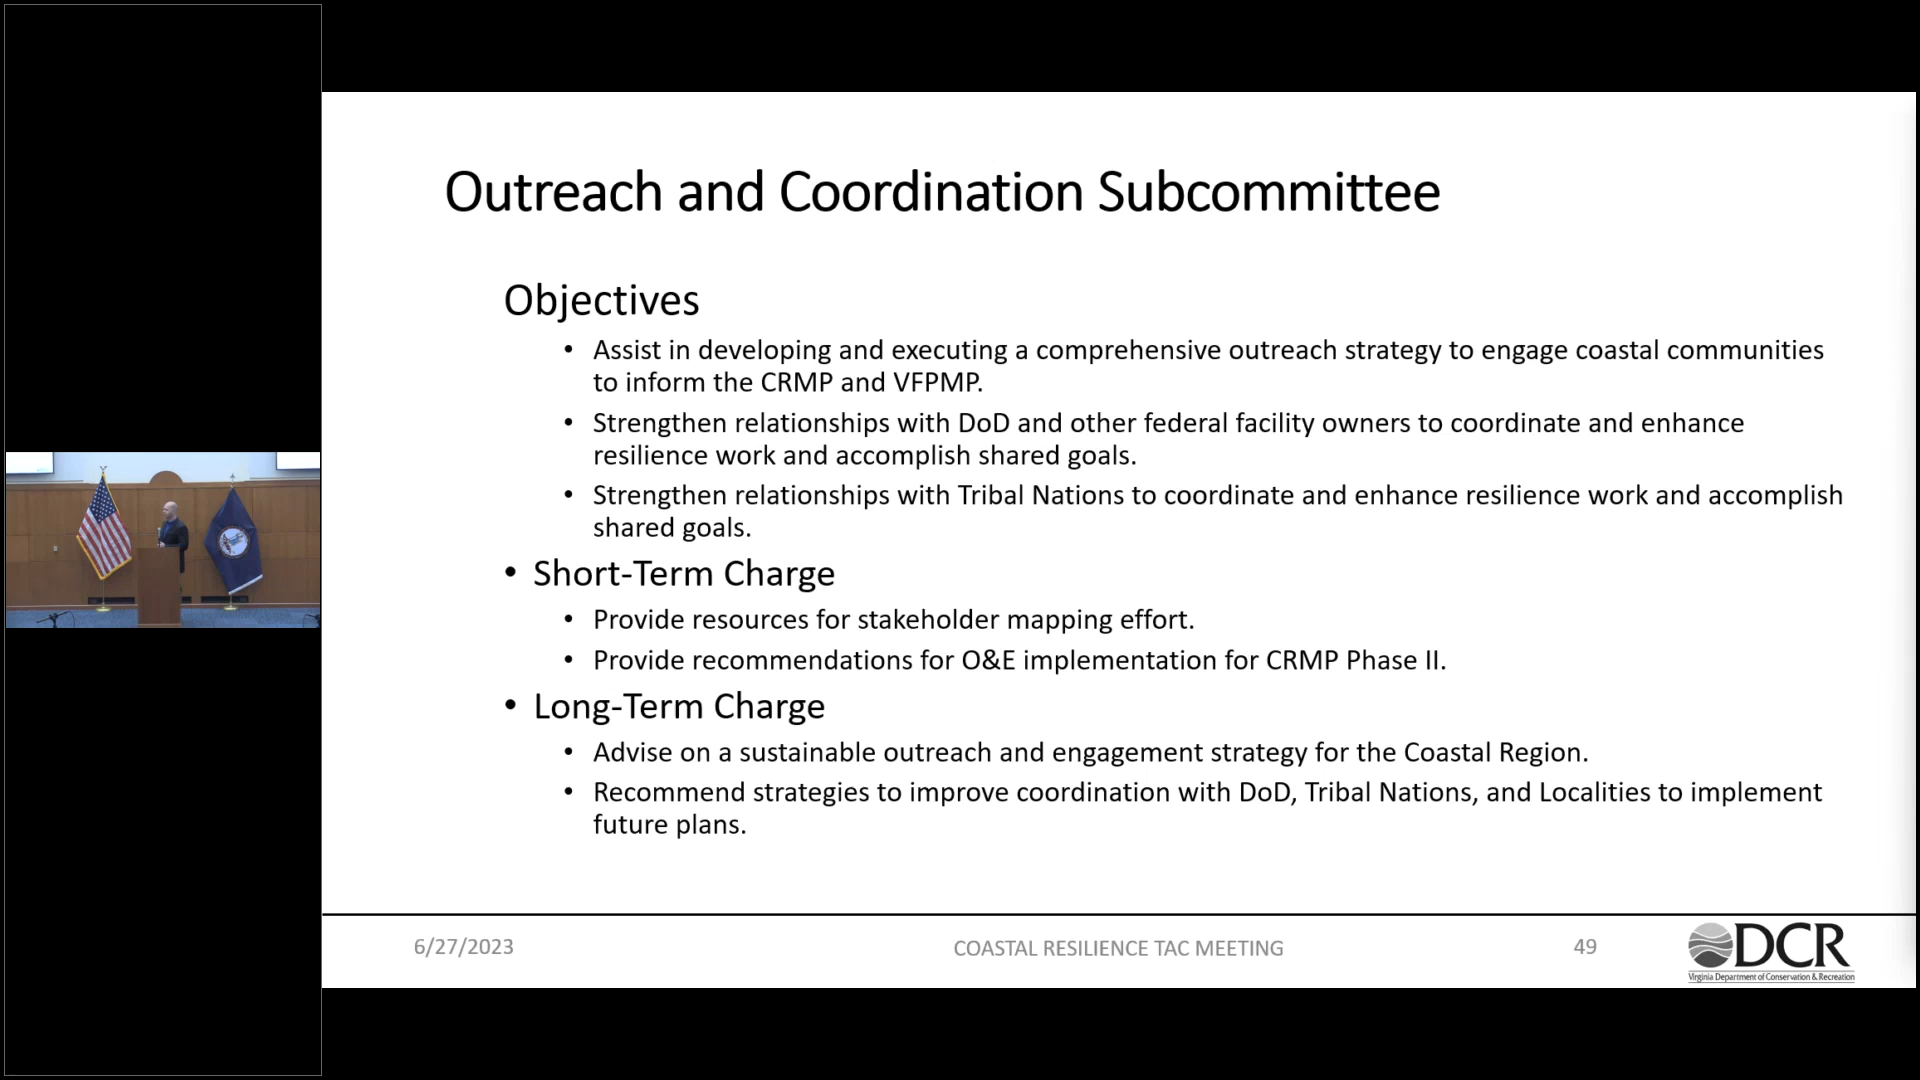 Outreach and Coordination Subcommittee
Objectives
• Assist in developing and executing a comprehensive outreach strategy to engage coastal communities
to inform the CRMP and VFPMP.
• Strengthen relationships with DoD and other federal facility owners to coordinate and enhance
resilience work and accomplish shared goals.
• Strengthen relationships with Tribal Nations to coordinate and enhance resilience work and accomplish
shared goals.
• Short-Term Charge
• Provide resources for stakeholder mapping effort.
• Provide recommendations for O&E implementation for CRMP Phase II.
• Long-Term Charge
• Advise on a sustainable outreach and engagement strategy for the Coastal Region.
• Recommend strategies to improve coordination with DoD, Tribal Nations, and Localities to implement
future plans.
6/27/2023
COASTAL RESILIENCE TAC MEETING
49
DCR
Virginia Department of Conservation & Recreation